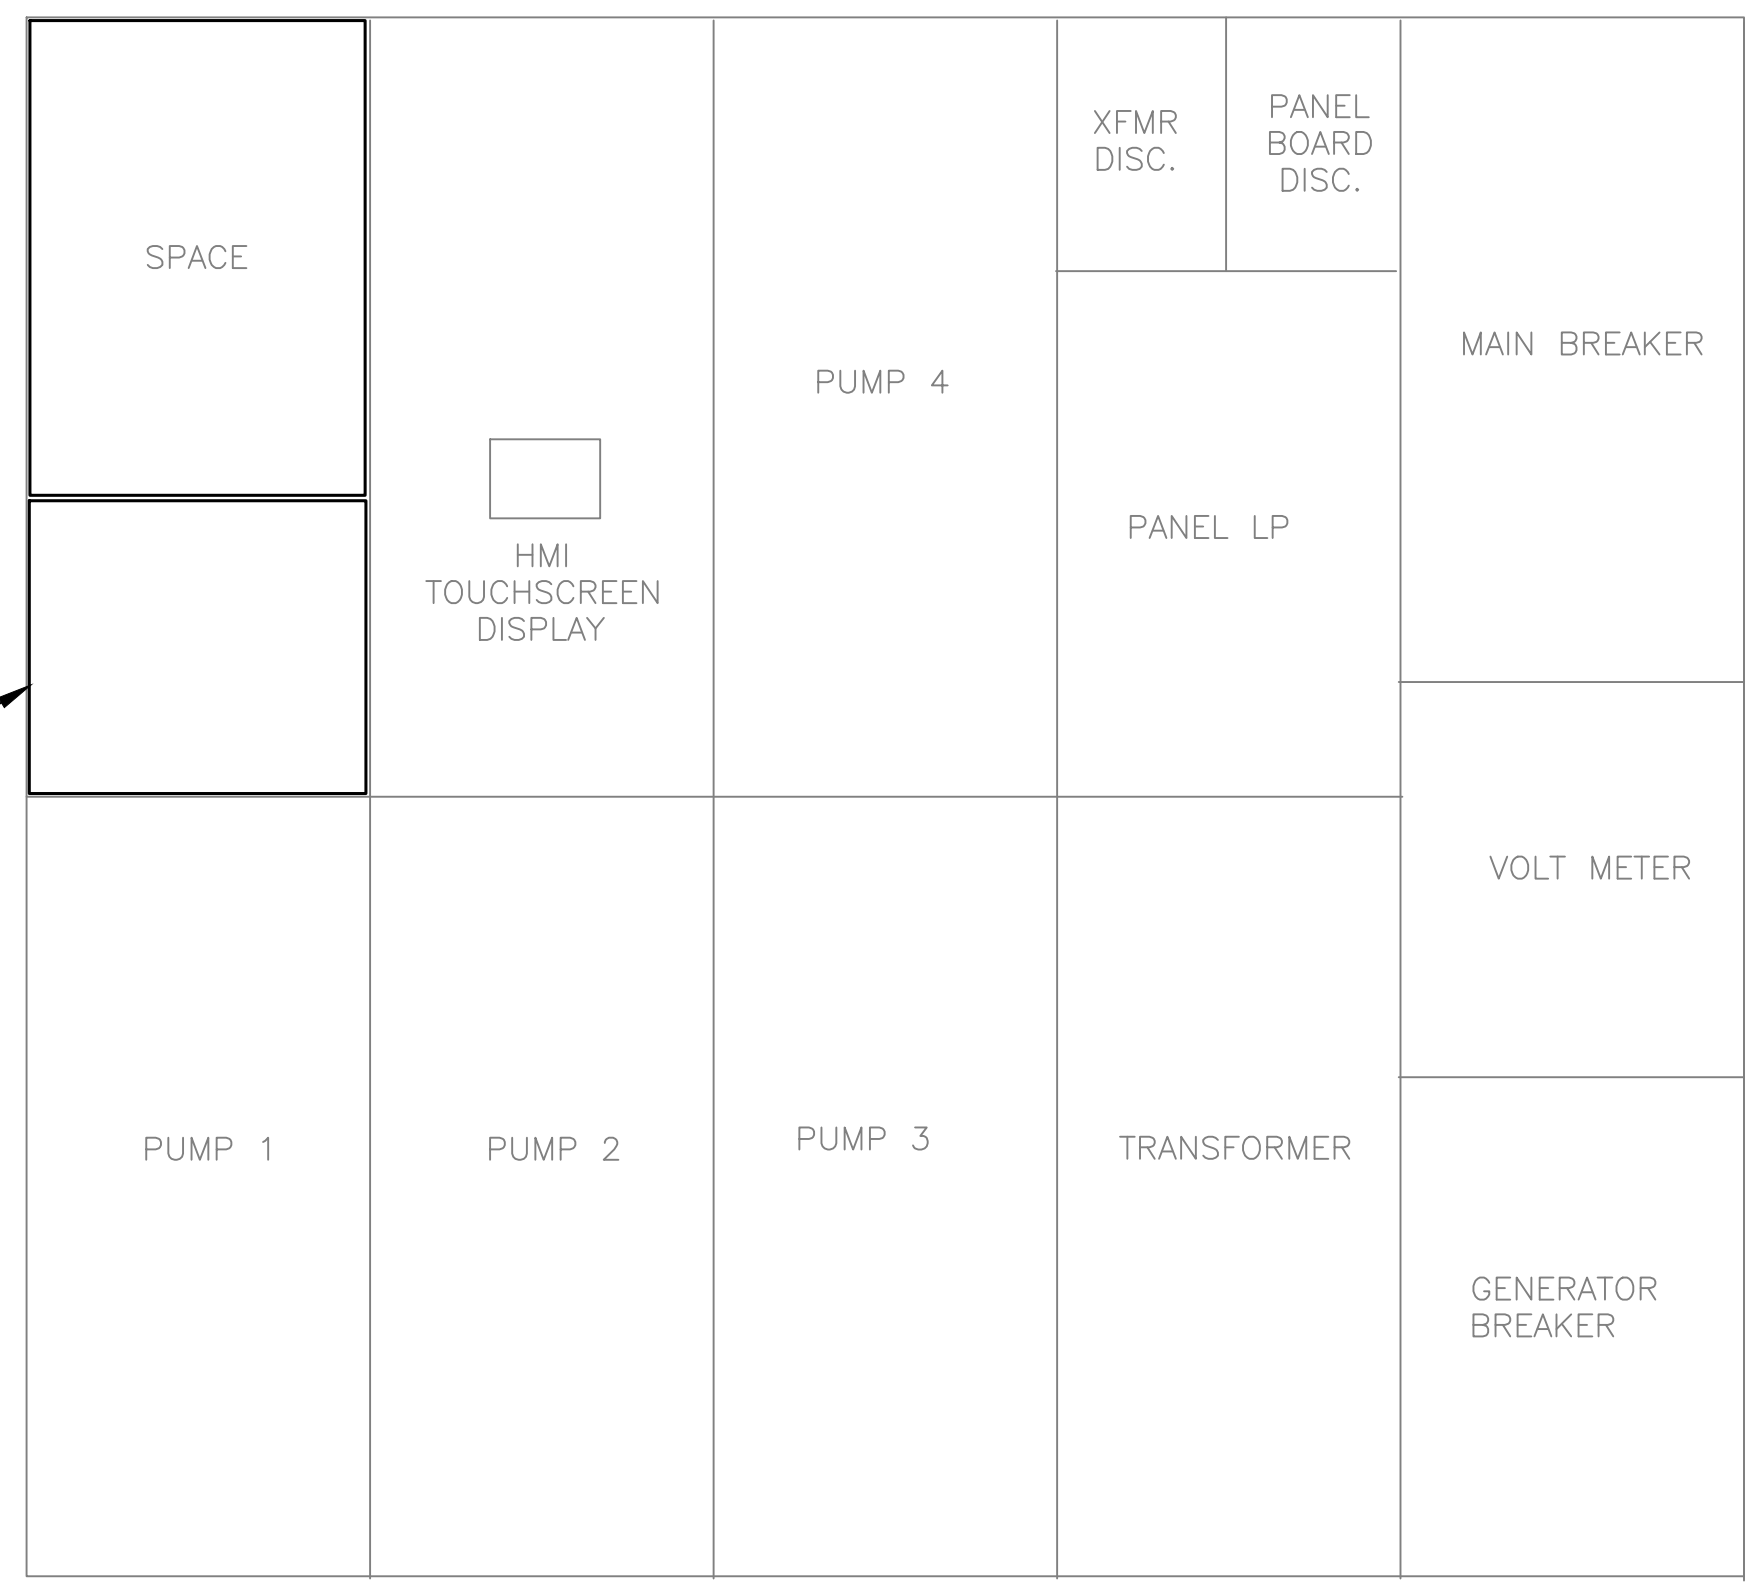 SPACE
HMI
TOUCHSCREEN
DISPLAY
PUMP 4
XFMR
DISC.
PANEL
BOARD
DISC.
PANEL LP
MAIN BREAKER
VOLT METER
PUMP 1
PUMP 2
PUMP 3
TRANSFORMER
GENERATOR
BREAKER